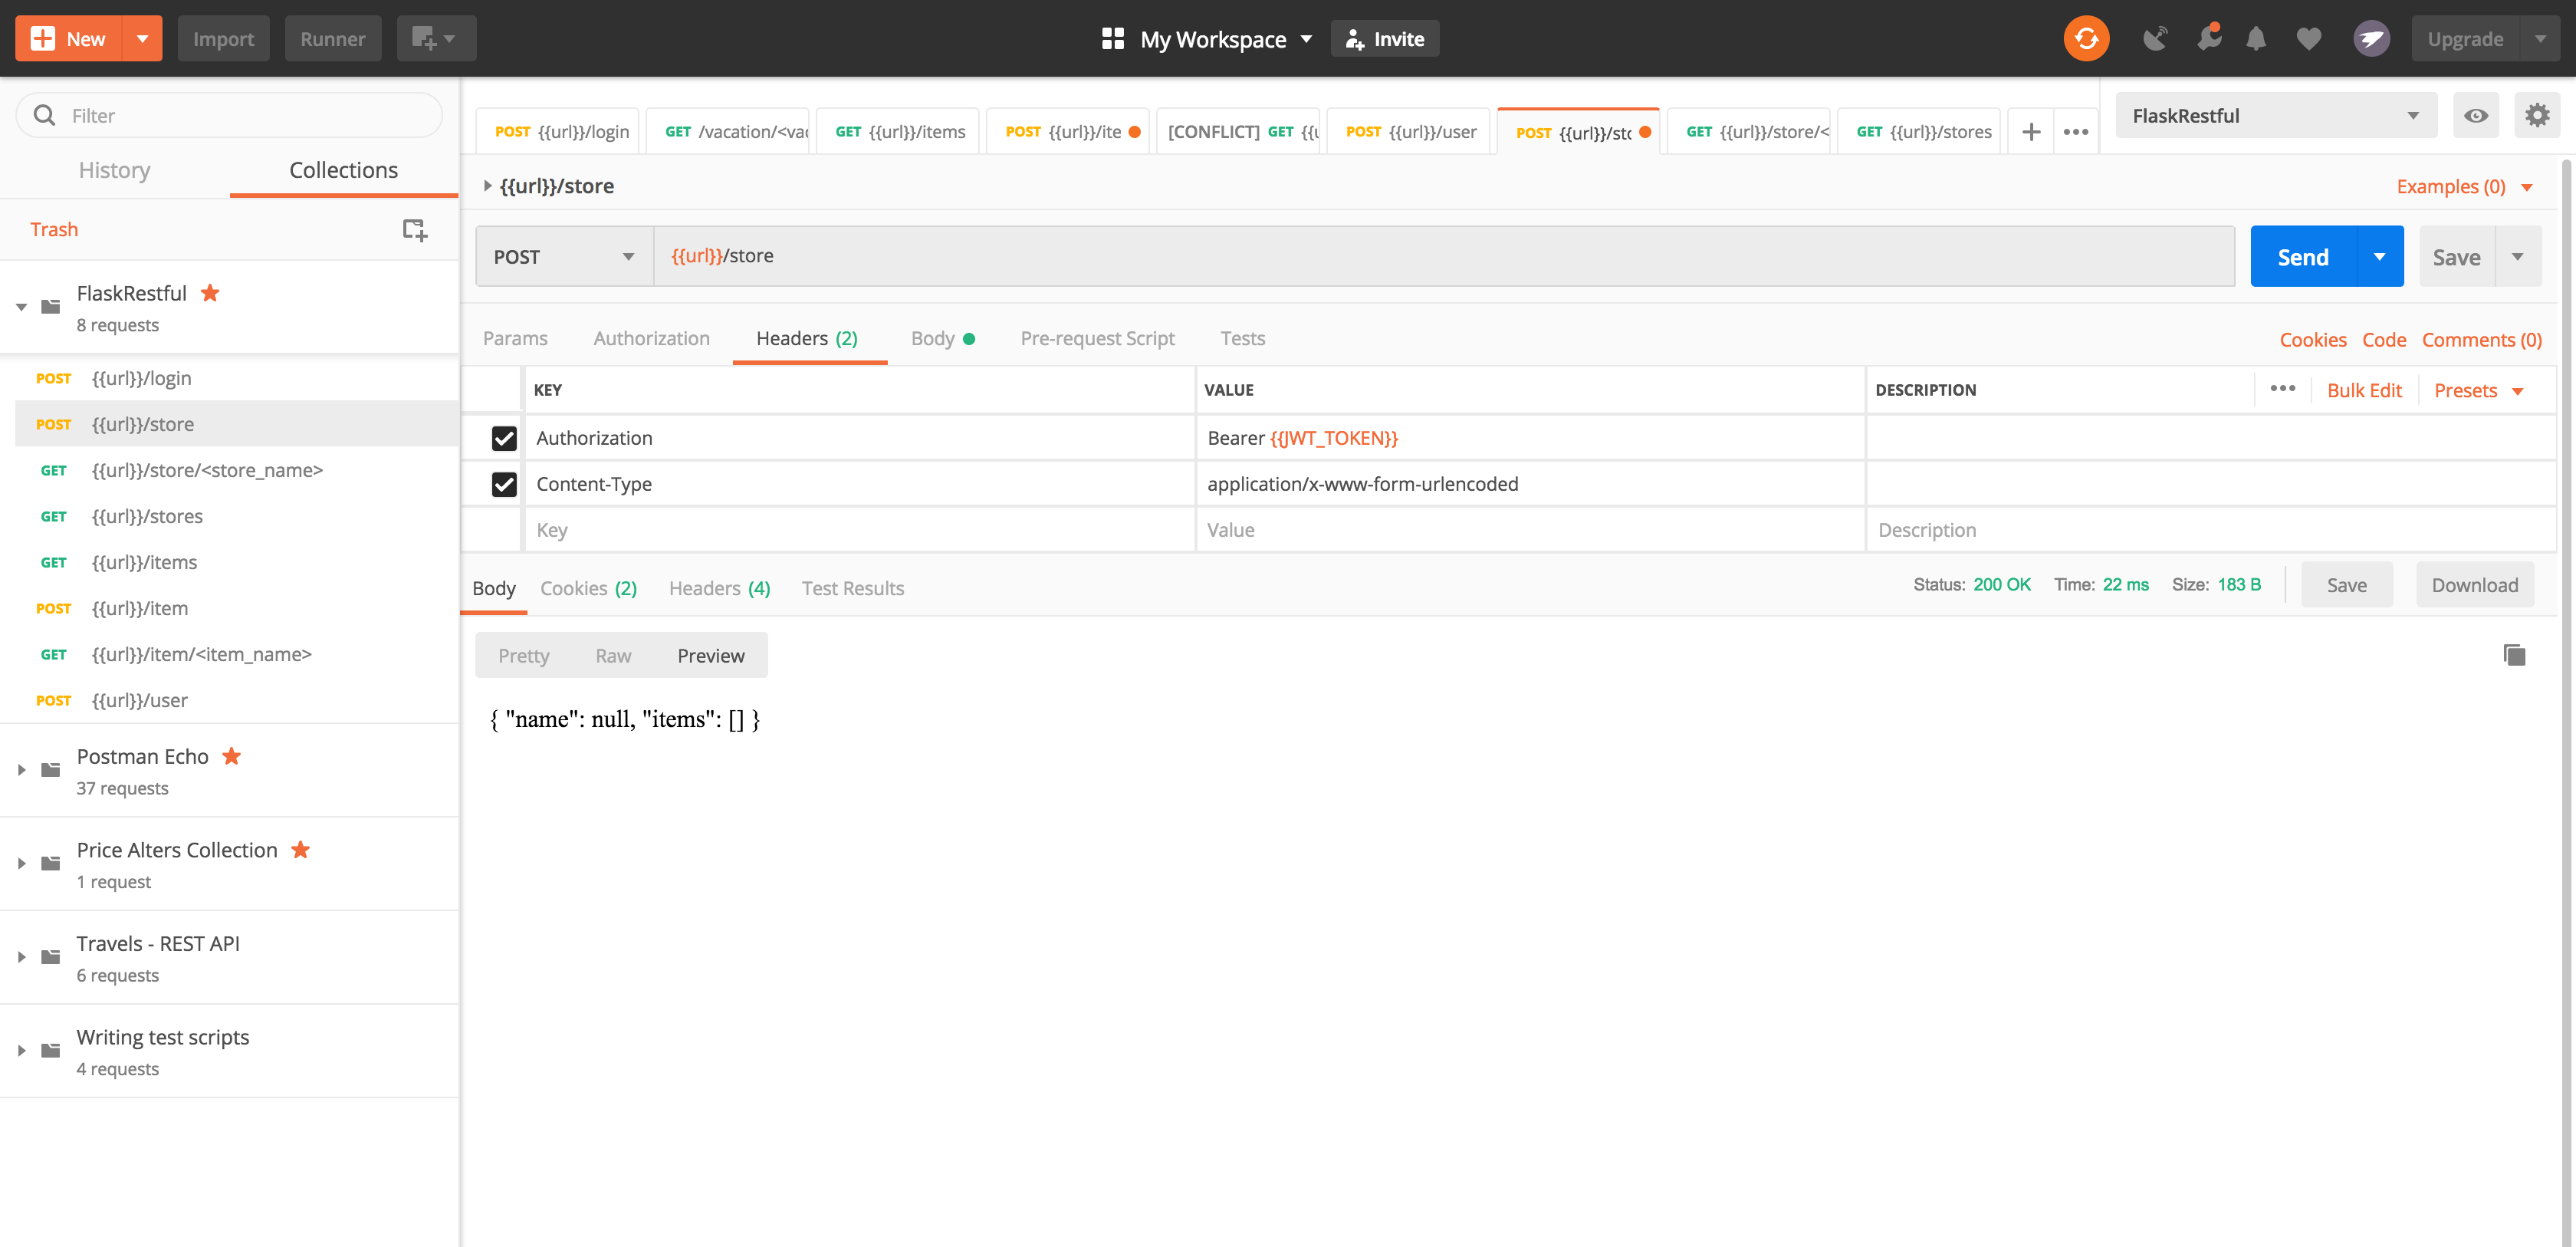 New Import Runner My Workspace Invite Upgrade
Filter
History Collections
Trash
FlaskRestful
8 requests
POST {{url}}/login
POST {{url}}/store
GET {{url}}/store/<store_name>
GET {{url}}/stores
GET {{url}}/items
POST {{url}}/item
GET {{url}}/item/<item_name>
POST {{url}}/user
Postman Echo
37 requests
Price Alters Collection
1 request
Travels - REST API
6 requests
Writing test scripts
4 requests
POST {{url}}/login GET /vacation/<vac GET {{url}}/items POST {{url}}/ite [CONFLICT] GET {{u POST {{url}}/user POST {{url}}/stc GET {{url}}/store/< GET {{url}}/stores FlaskRestful
{{url}}/store Examples (0)
POST {{url}}/store Send Save
Params Authorization Headers (2) Body Pre-request Script Tests Cookies Code Comments (0)
KEY VALUE DESCRIPTION Bulk Edit Presets
Authorization Bearer {{JWT_TOKEN}}
Content-Type application/x-www-form-urlencoded
Key Value Description
Body Cookies (2) Headers (4) Test Results Status: 200 OK Time: 22 ms Size: 183 B Save Download
Pretty Raw Preview
{ "name": null, "items": [] }